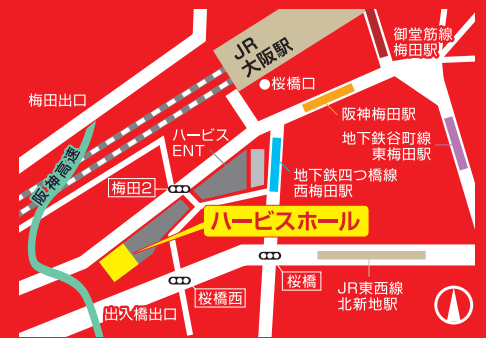 御堂筋線
梅田駅
JR
大阪駅
桜橋口
梅田出口
阪神梅田駅
ハービス
ENT
地下鉄谷町線
東梅田駅
阪神高速
地下鉄四つ橋線
西梅田駅
梅田2
ハービスホール
桜橋
桜橋西
JR東西線
北新地駅
出入橋出口